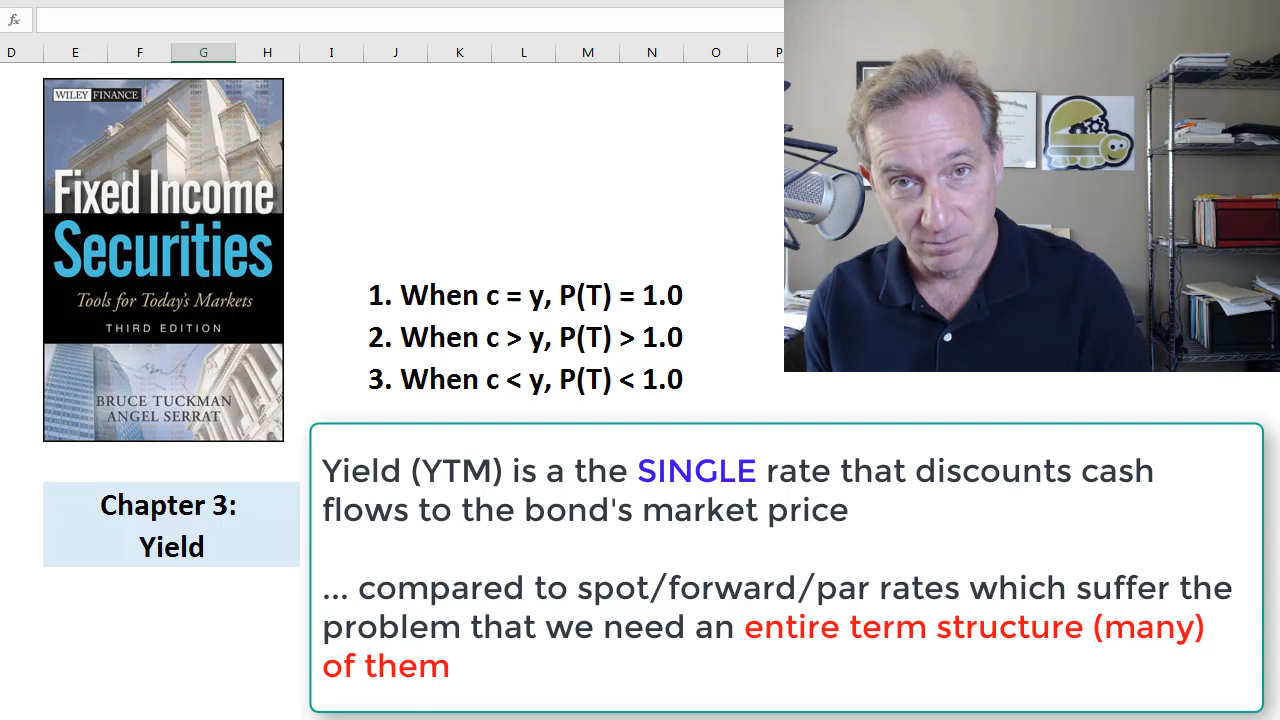 fx
D E F G H I J K L M N O P
WILEY FINANCE
Fixed Income
Securities
Tools for Today's Markets
THIRD EDITION
BRUCE TUCKMAN
ANGEL SERRAT
Chapter 3:
Yield
1. When c = y, P(T) = 1.0
2. When c > y, P(T) > 1.0
3. When c < y, P(T) < 1.0
Yield (YTM) is a the SINGLE rate that discounts cash
flows to the bond's market price
... compared to spot/forward/par rates which suffer the
problem that we need an entire term structure (many)
of them